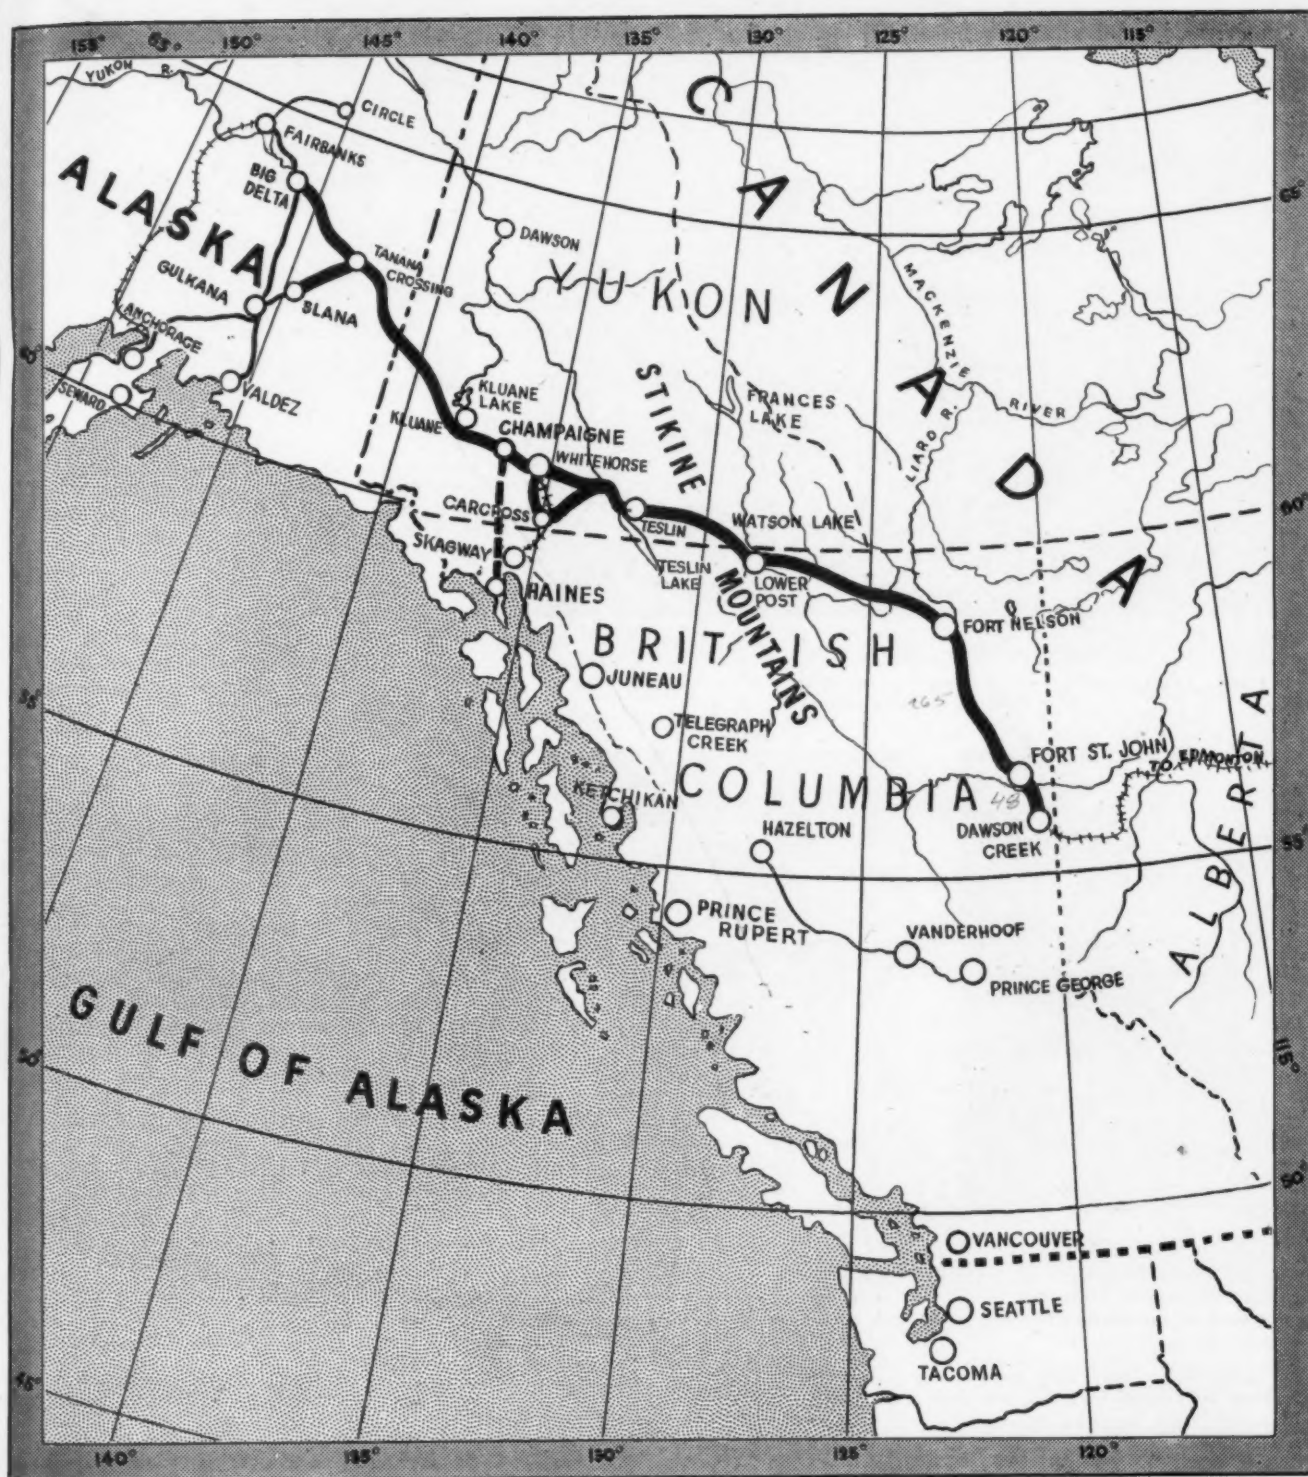 155° 150° 145° 140° 135° 130° 125° 120° 115°
YUKON R.
CIRCLE
FAIRBANKS
BIG
DELTA
ALASKA
CANADA
65°
DAWSON
TANANA
CROSSING
YUKON
GULKANA
SLANA
ANCHORAGE
SEWARD
VALDEZ
60°
MACKENZIE
RIVER
LIARD R.
STIKINE
MOUNTAINS
FRANCES
LAKE
KLUANE
LAKE
KLUANE
CHAMPAIGNE
WHITEHORSE
CARCROSS
TESLIN
WATSON LAKE
60°
SKAGWAY
TESLIN
LAKE
LOWER
POST
HAINES
FORT NELSON
BRITISH
COLUMBIA
JUNEAU
265
TELEGRAPH
CREEK
55°
FORT ST. JOHN
TO EDMONTON
KETCHIKAN
48
HAZELTON
DAWSON
CREEK
ALBERTA
55°
PRINCE
RUPERT
VANDERHOOF
PRINCE GEORGE
GULF OF ALASKA
50°
115°
50°
VANCOUVER
SEATTLE
TACOMA
45°
140° 135° 130° 125° 120°